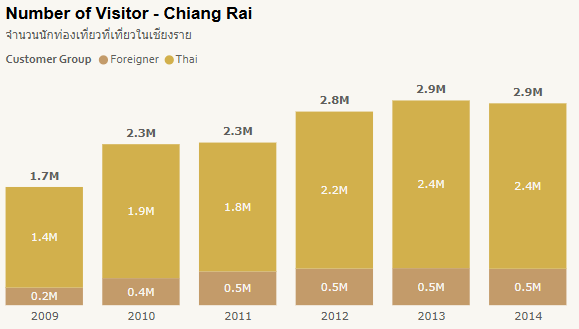 Number of Visitor - Chiang Rai
จำนวนนักท่องเที่ยวที่เที่ยวในเชียงราย
Customer Group Foreigner Thai
1.7M 2.3M 2.3M 2.8M 2.9M 2.9M
1.4M 1.9M 1.8M 2.2M 2.4M 2.4M
0.2M 0.4M 0.5M 0.5M 0.5M 0.5M
2009 2010 2011 2012 2013 2014